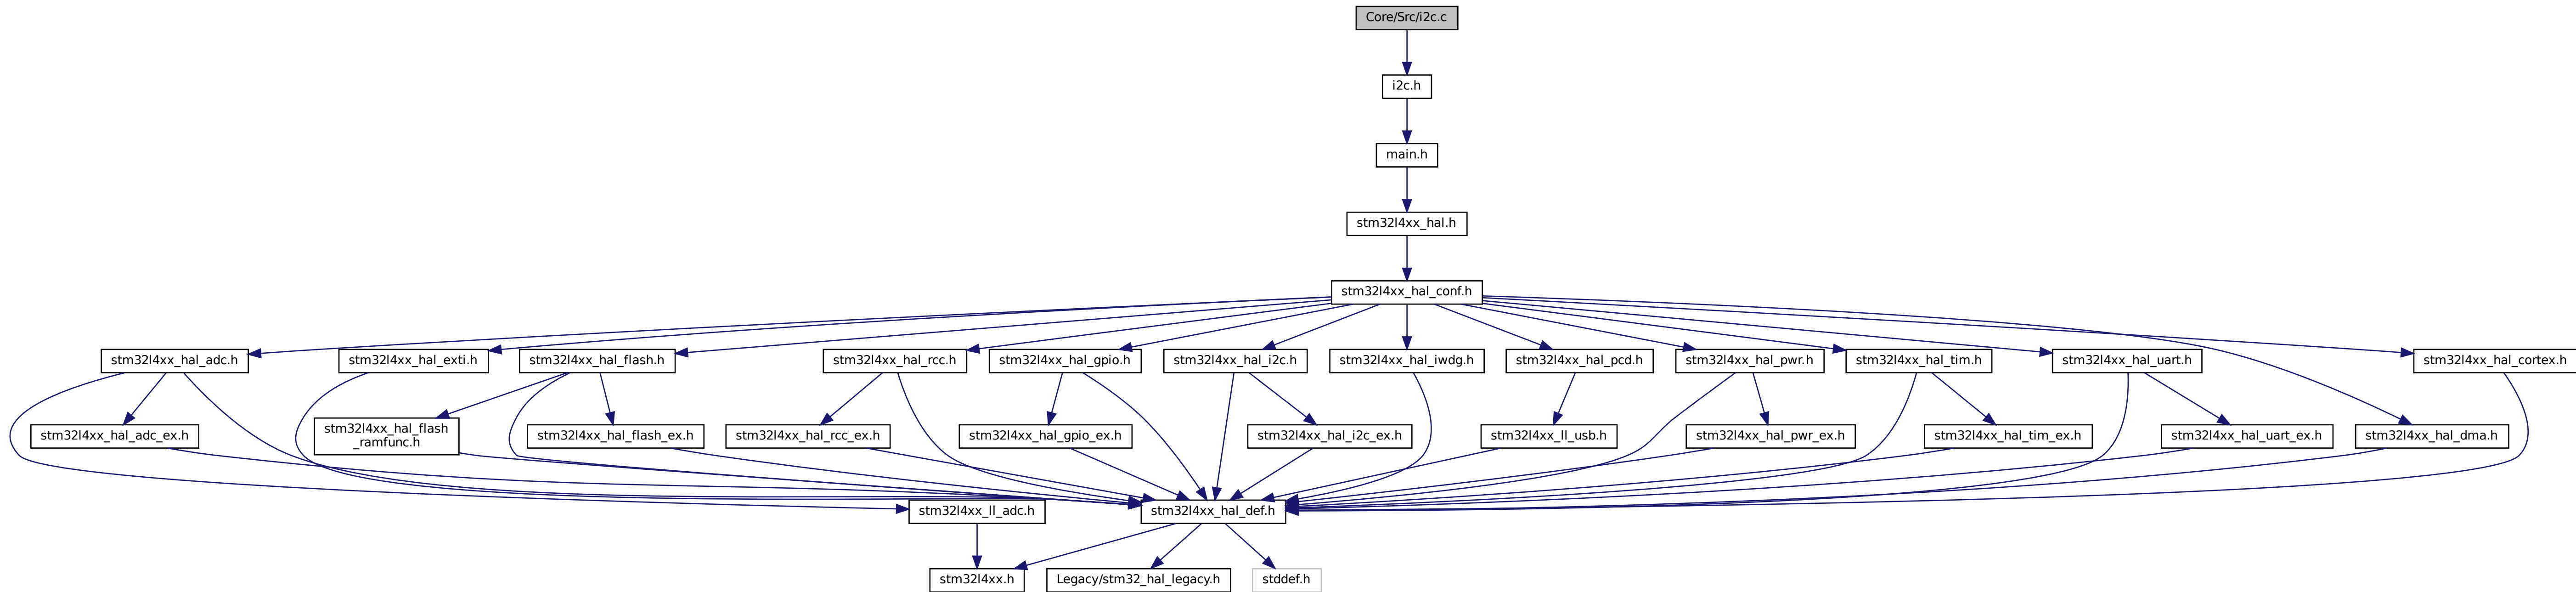 Core/Src/i2c.c
i2c.h
main.h
stm32l4xx_hal.h
stm32l4xx_hal_conf.h
stm32l4xx_hal_adc.h
stm32l4xx_hal_exti.h
stm32l4xx_hal_flash.h
stm32l4xx_hal_rcc.h
stm32l4xx_hal_gpio.h
stm32l4xx_hal_i2c.h
stm32l4xx_hal_iwdg.h
stm32l4xx_hal_pcd.h
stm32l4xx_hal_pwr.h
stm32l4xx_hal_tim.h
stm32l4xx_hal_uart.h
stm32l4xx_hal_cortex.h
stm32l4xx_hal_adc_ex.h
stm32l4xx_hal_flash
_ramfunc.h
stm32l4xx_hal_flash_ex.h
stm32l4xx_hal_rcc_ex.h
stm32l4xx_hal_gpio_ex.h
stm32l4xx_hal_i2c_ex.h
stm32l4xx_ll_usb.h
stm32l4xx_hal_pwr_ex.h
stm32l4xx_hal_tim_ex.h
stm32l4xx_hal_uart_ex.h
stm32l4xx_hal_dma.h
stm32l4xx_ll_adc.h
stm32l4xx_hal_def.h
stm32l4xx.h
Legacy/stm32_hal_legacy.h
stddef.h